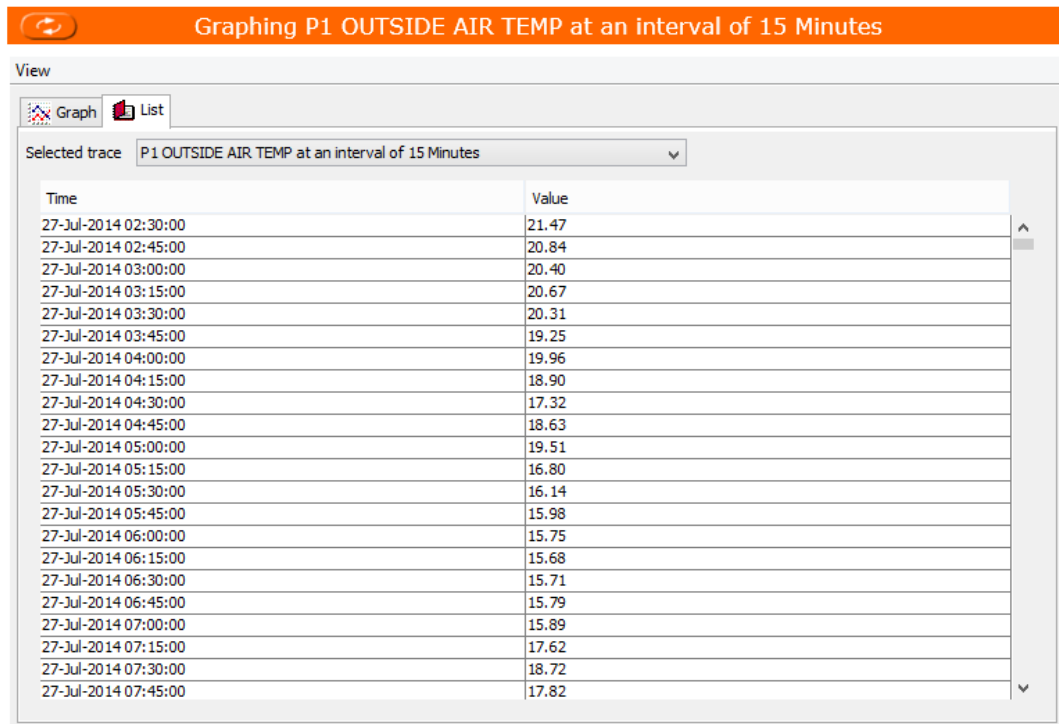 Graphing P1 OUTSIDE AIR TEMP at an interval of 15 Minutes
View
Graph List
Selected trace P1 OUTSIDE AIR TEMP at an interval of 15 Minutes
Time Value
27-Jul-2014 02:30:00 21.47
27-Jul-2014 02:45:00 20.84
27-Jul-2014 03:00:00 20.40
27-Jul-2014 03:15:00 20.67
27-Jul-2014 03:30:00 20.31
27-Jul-2014 03:45:00 19.25
27-Jul-2014 04:00:00 19.96
27-Jul-2014 04:15:00 18.90
27-Jul-2014 04:30:00 17.32
27-Jul-2014 04:45:00 18.63
27-Jul-2014 05:00:00 19.51
27-Jul-2014 05:15:00 16.80
27-Jul-2014 05:30:00 16.14
27-Jul-2014 05:45:00 15.98
27-Jul-2014 06:00:00 15.75
27-Jul-2014 06:15:00 15.68
27-Jul-2014 06:30:00 15.71
27-Jul-2014 06:45:00 15.79
27-Jul-2014 07:00:00 15.89
27-Jul-2014 07:15:00 17.62
27-Jul-2014 07:30:00 18.72
27-Jul-2014 07:45:00 17.82